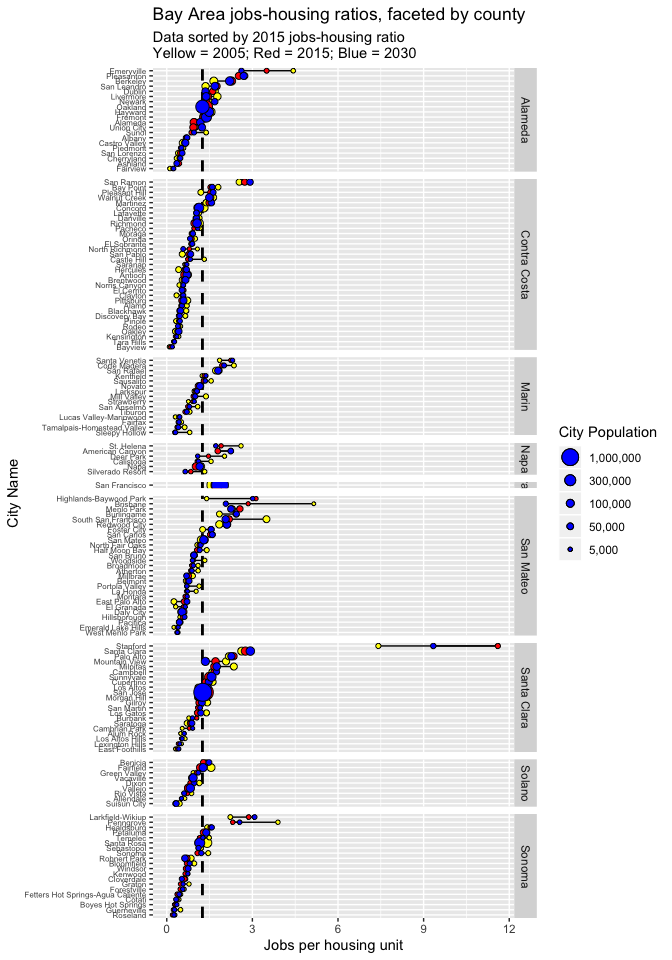 Bay Area jobs-housing ratios, faceted by county
Data sorted by 2015 jobs-housing ratio
Yellow = 2005; Red = 2015; Blue = 2030
City Name
Emeryville
Pleasanton
Berkeley
San Leandro
Dublin
Livermore
Newark
Oakland
Hayward
Fremont
Alameda
Union City
Sunol
Albany
Castro Valley
Piedmont
San Lorenzo
Cherryland
Ashland
Fairview
Alameda
San Ramon
Bay Point
Pleasant Hill
Walnut Creek
Martinez
Concord
Lafayette
Danville
Richmond
Pacheco
Moraga
Orinda
El Sobrante
North Richmond
San Pablo
Castle Hill
Saranap
Hercules
Antioch
Brentwood
Norris Canyon
El Cerrito
Clayton
Pittsburg
Alamo
Blackhawk
Discovery Bay
Pinole
Rodeo
Oakley
Kensington
Tara Hills
Bayview
Contra Costa
Santa Venetia
Corte Madera
San Rafael
Kentfield
Sausalito
Novato
Larkspur
Mill Valley
Strawberry
San Anselmo
Tiburon
Lucas Valley-Marinwood
Fairfax
Tamalpais-Homestead Valley
Sleepy Hollow
Marin
St. Helena
American Canyon
Deer Park
Calistoga
Napa
Silverado Resort
Napa
San Francisco
Highlands-Baywood Park
Brisbane
Menlo Park
Burlingame
South San Francisco
Redwood City
Foster City
San Carlos
San Mateo
North Fair Oaks
Half Moon Bay
San Bruno
Woodside
Broadmoor
Atherton
Millbrae
Belmont
Portola Valley
La Honda
Montara
East Palo Alto
El Granada
Daly City
Hillsborough
Pacifica
Emerald Lake Hills
West Menlo Park
San Mateo
Stanford
Santa Clara
Palo Alto
Mountain View
Milpitas
Campbell
Sunnyvale
Cupertino
Los Altos
San Jose
Morgan Hill
Gilroy
San Martin
Los Gatos
Burbank
Saratoga
Cambrian Park
Alum Rock
Los Altos Hills
Lexington Hills
East Foothills
Santa Clara
Benicia
Fairfield
Green Valley
Vacaville
Dixon
Vallejo
Rio Vista
Allendale
Suisun City
Solano
Larkfield-Wikiup
Penngrove
Healdsburg
Petaluma
Temelec
Santa Rosa
Sebastopol
Sonoma
Rohnert Park
Bloomfield
Windsor
Kenwood
Cloverdale
Graton
Forestville
Fetters Hot Springs-Agua Caliente
Cotati
Boyes Hot Springs
Guerneville
Roseland
Sonoma
0 3 6 9 12
Jobs per housing unit
City Population
1,000,000
300,000
100,000
50,000
5,000